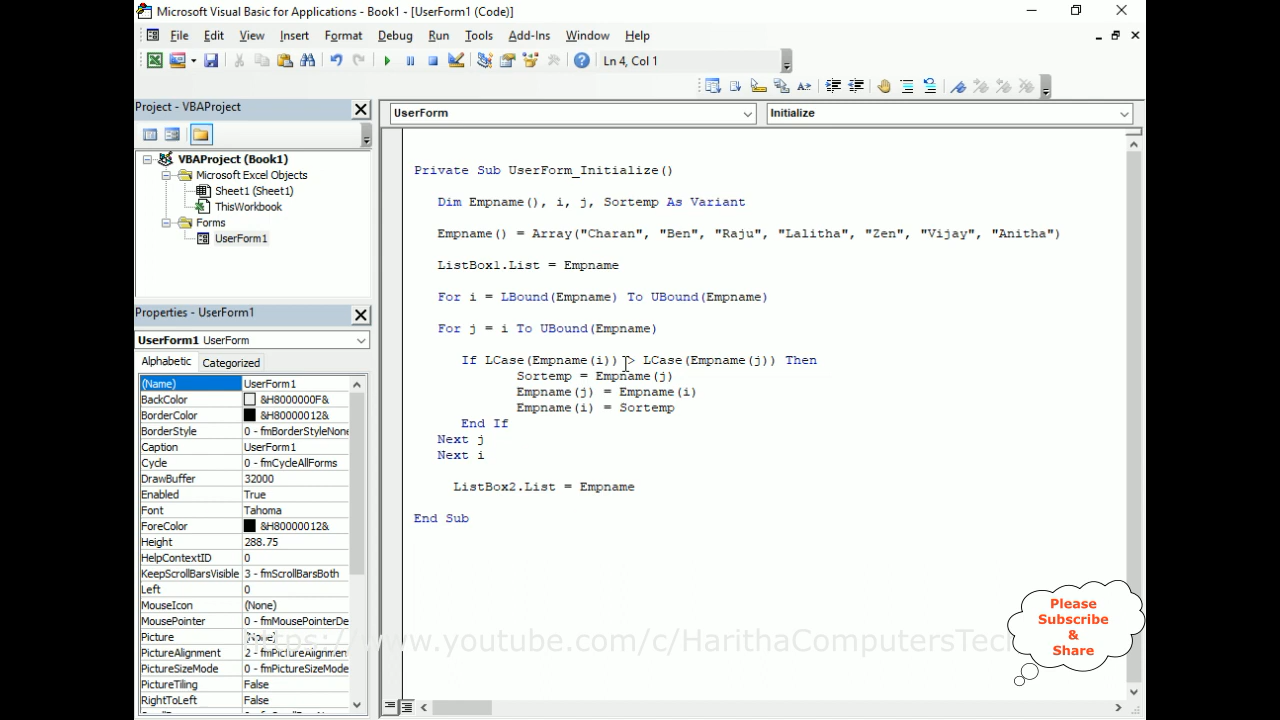 Microsoft Visual Basic for Applications - Book1 - [UserForm1 (Code)]
File Edit View Insert Format Debug Run Tools Add-Ins Window Help
Ln 4, Col 1
Project - VBAProject
VBAProject (Book1)
Microsoft Excel Objects
Sheet1 (Sheet1)
ThisWorkbook
Forms
UserForm1
Properties - UserForm1
UserForm1 UserForm
Alphabetic Categorized
(Name) UserForm1
BackColor &H8000000F&
BorderColor &H80000012&
BorderStyle 0 - fmBorderStyleNone
Caption UserForm1
Cycle 0 - fmCycleAllForms
DrawBuffer 32000
Enabled True
Font Tahoma
ForeColor &H80000012&
Height 288.75
HelpContextID 0
KeepScrollBarsVisible 3 - fmScrollBarsBoth
Left 0
MouseIcon (None)
MousePointer 0 - fmMousePointerDe
Picture (None)
PictureAlignment 2 - fmPictureAlignmen
PictureSizeMode 0 - fmPictureSizeMode
PictureTiling False
RightToLeft False
UserForm Initialize
Private Sub UserForm_Initialize()
Dim Empname(), i, j, Sortemp As Variant
Empname() = Array("Charan", "Ben", "Raju", "Lalitha", "Zen", "Vijay", "Anitha")
ListBox1.List = Empname
For i = LBound(Empname) To UBound(Empname)
For j = i To UBound(Empname)
If LCase(Empname(i)) > LCase(Empname(j)) Then
Sortemp = Empname(j)
Empname(j) = Empname(i)
Empname(i) = Sortemp
End If
Next j
Next i
ListBox2.List = Empname
End Sub
Please
Subscribe
&
Share
https://www.youtube.com/c/HarithaComputersTech